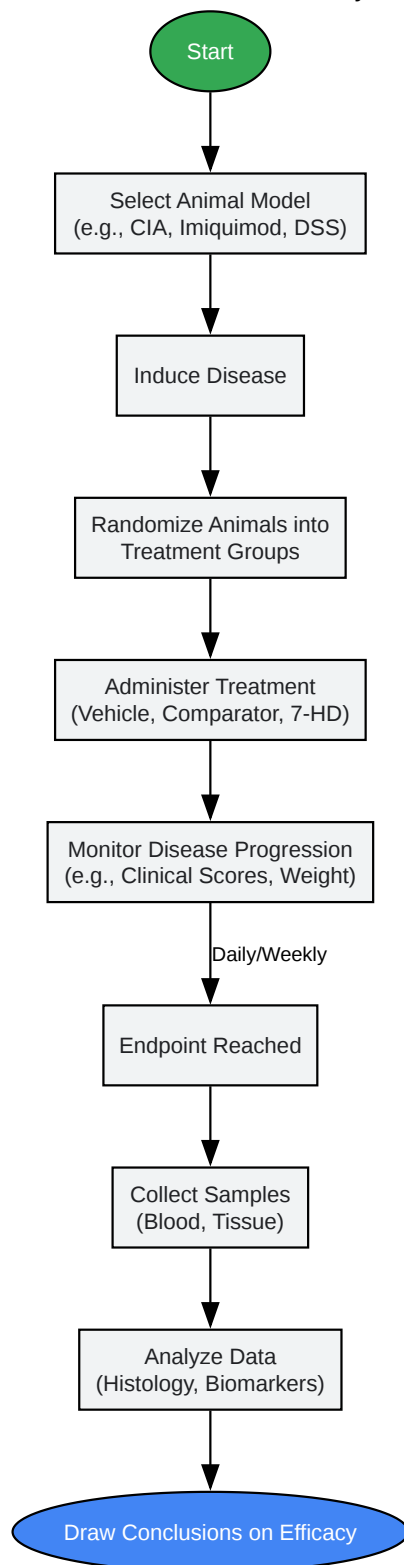 Start
Select Animal Model
(e.g., CIA, Imiquimod, DSS)
Induce Disease
Randomize Animals into
Treatment Groups
Administer Treatment
(Vehicle, Comparator, 7-HD)
Monitor Disease Progression
(e.g., Clinical Scores, Weight)
Daily/Weekly
Endpoint Reached
Collect Samples
(Blood, Tissue)
Analyze Data
(Histology, Biomarkers)
Draw Conclusions on Efficacy